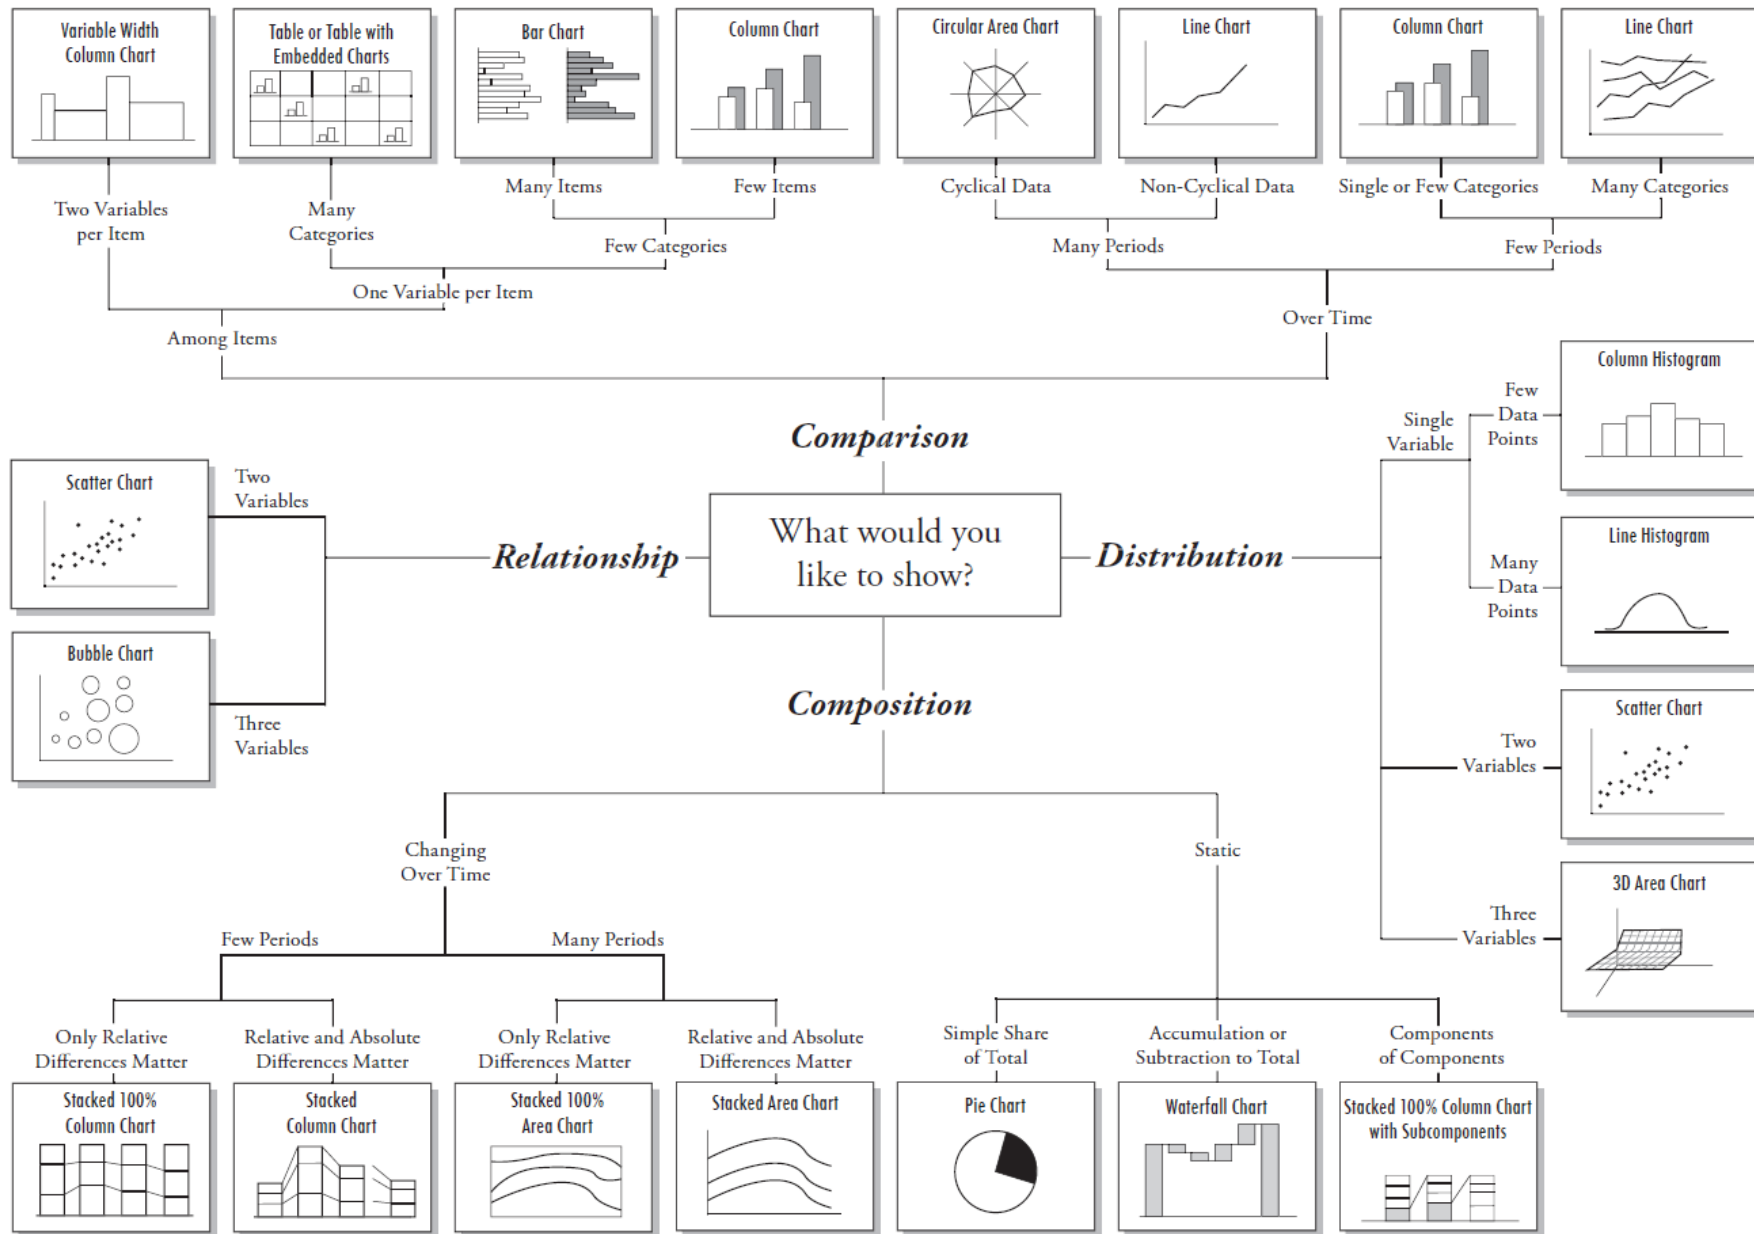 Variable Width
Column Chart
Table or Table with
Embedded Charts
Bar Chart
Column Chart
Circular Area Chart
Line Chart
Column Chart
Line Chart
Two Variables
per Item
Many
Categories
Many Items
Few Items
Cyclical Data
Non-Cyclical Data
Single or Few Categories
Many Categories
Few Categories
Many Periods
Few Periods
One Variable per Item
Among Items
Over Time
Comparison
What would you
like to show?
Relationship
Two
Variables
Scatter Chart
Three
Variables
Bubble Chart
Distribution
Single
Variable
Few
Data
Points
Column Histogram
Many
Data
Points
Line Histogram
Two
Variables
Scatter Chart
Three
Variables
3D Area Chart
Composition
Changing
Over Time
Static
Few Periods
Many Periods
Only Relative
Differences Matter
Relative and Absolute
Differences Matter
Only Relative
Differences Matter
Relative and Absolute
Differences Matter
Simple Share
of Total
Accumulation or
Subtraction to Total
Components
of Components
Stacked 100%
Column Chart
Stacked
Column Chart
Stacked 100%
Area Chart
Stacked Area Chart
Pie Chart
Waterfall Chart
Stacked 100% Column Chart
with Subcomponents